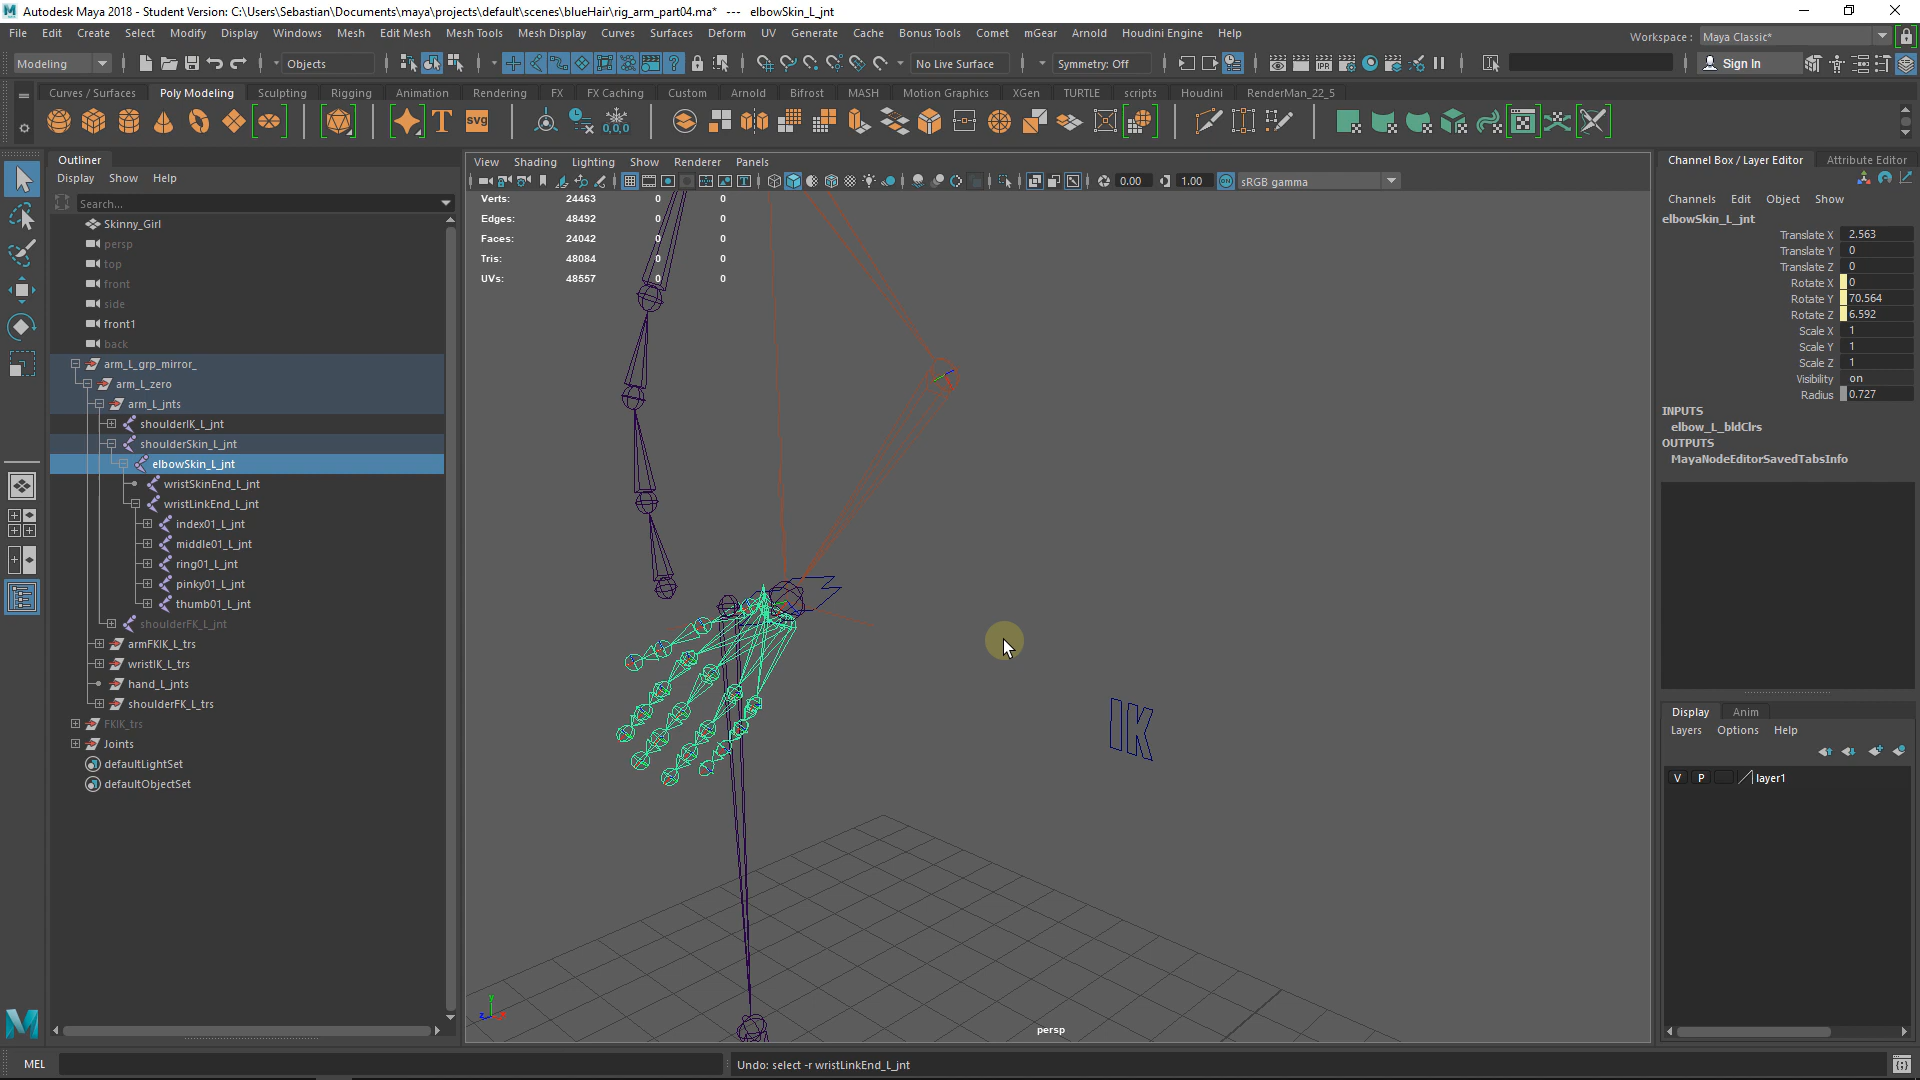 Autodesk Maya 2018 - Student Version: C:\Users\Sebastian\Documents\maya\projects\default\scenes\blueHair\rig_arm_part04.ma*   ---   elbowSkin_L_jnt
File Edit Create Select Modify Display Windows Mesh Edit Mesh Mesh Tools Mesh Display Curves Surfaces Deform UV Generate Cache Bonus Tools Comet mGear Arnold Houdini Engine Help
Workspace : Maya Classic*
Modeling Objects No Live Surface Symmetry: Off Sign In
Curves / Surfaces Poly Modeling Sculpting Rigging Animation Rendering FX FX Caching Custom Arnold Bifrost MASH Motion Graphics XGen TURTLE scripts Houdini RenderMan_22_5
T svg 0,0,0
Outliner
Display Show Help
Search...
Skinny_Girl
persp
top
front
side
front1
back
arm_L_grp_mirror_
arm_L_zero
arm_L_jnts
shoulderIK_L_jnt
shoulderSkin_L_jnt
elbowSkin_L_jnt
wristSkinEnd_L_jnt
wristLinkEnd_L_jnt
index01_L_jnt
middle01_L_jnt
ring01_L_jnt
pinky01_L_jnt
thumb01_L_jnt
shoulderFK_L_jnt
armFKIK_L_trs
wristIK_L_trs
hand_L_jnts
shoulderFK_L_trs
FKIK_trs
Joints
defaultLightSet
defaultObjectSet
View Shading Lighting Show Renderer Panels
0.00 1.00 ON sRGB gamma
Verts: 24463 0 0
Edges: 48492 0 0
Faces: 24042 0 0
Tris: 48084 0 0
UVs: 48557 0 0
IK
y
z x
persp
Channel Box / Layer Editor Attribute Editor
Channels Edit Object Show
elbowSkin_L_jnt
Translate X 2.563
Translate Y 0
Translate Z 0
Rotate X 0
Rotate Y 70.564
Rotate Z 6.592
Scale X 1
Scale Y 1
Scale Z 1
Visibility on
Radius 0.727
INPUTS
elbow_L_bldClrs
OUTPUTS
MayaNodeEditorSavedTabsInfo
Display Anim
Layers Options Help
V P layer1
MEL
Undo: select -r wristLinkEnd_L_jnt